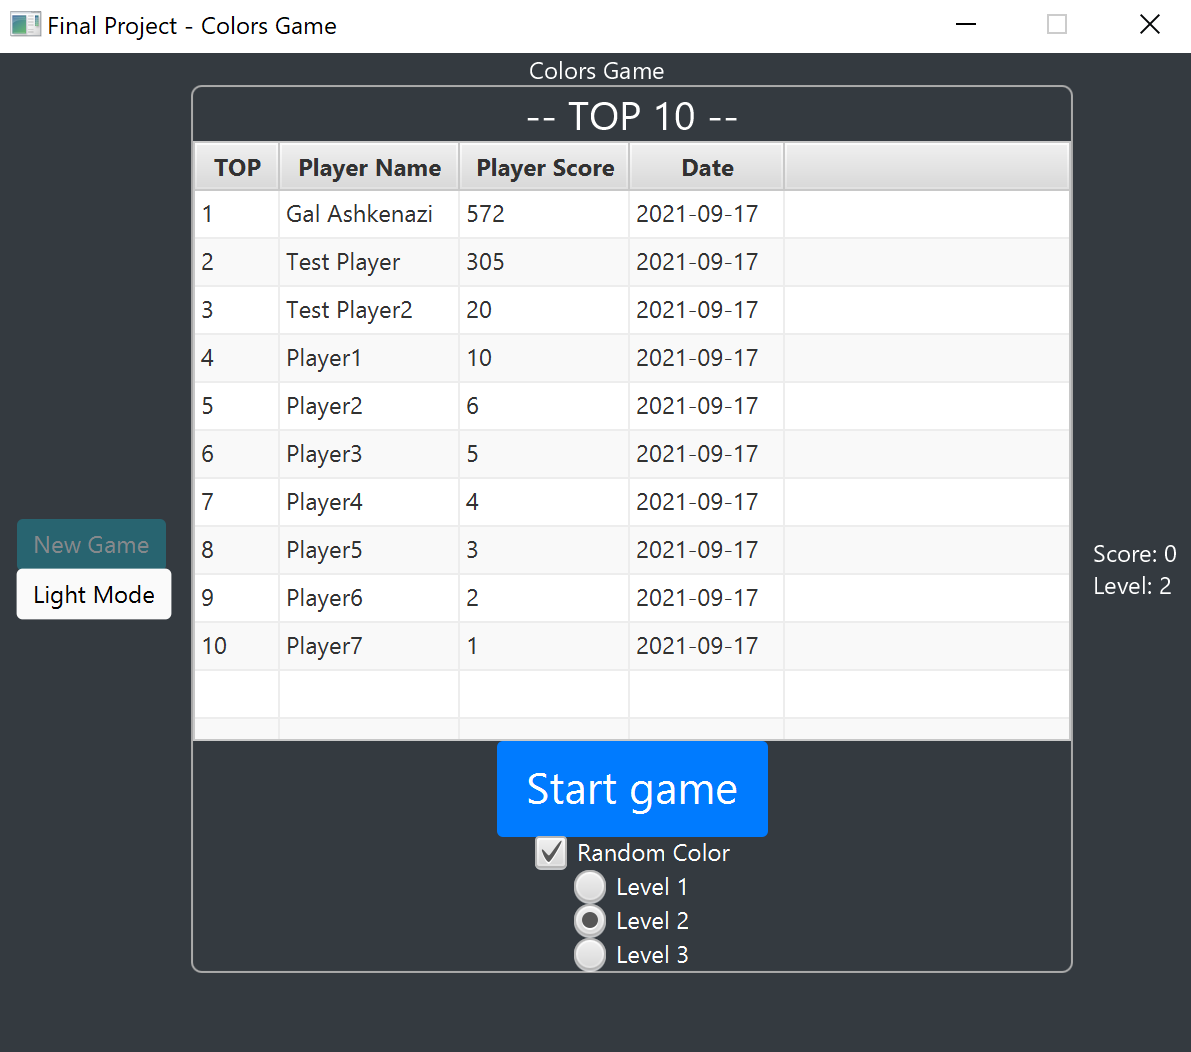 Final Project - Colors Game
Colors Game
-- TOP 10 --
TOP Player Name Player Score Date
1 Gal Ashkenazi 572 2021-09-17
2 Test Player 305 2021-09-17
3 Test Player2 20 2021-09-17
4 Player1 10 2021-09-17
5 Player2 6 2021-09-17
6 Player3 5 2021-09-17
7 Player4 4 2021-09-17
8 Player5 3 2021-09-17
9 Player6 2 2021-09-17
10 Player7 1 2021-09-17
New Game
Light Mode
Score: 0
Level: 2
Start game
Random Color
Level 1
Level 2
Level 3